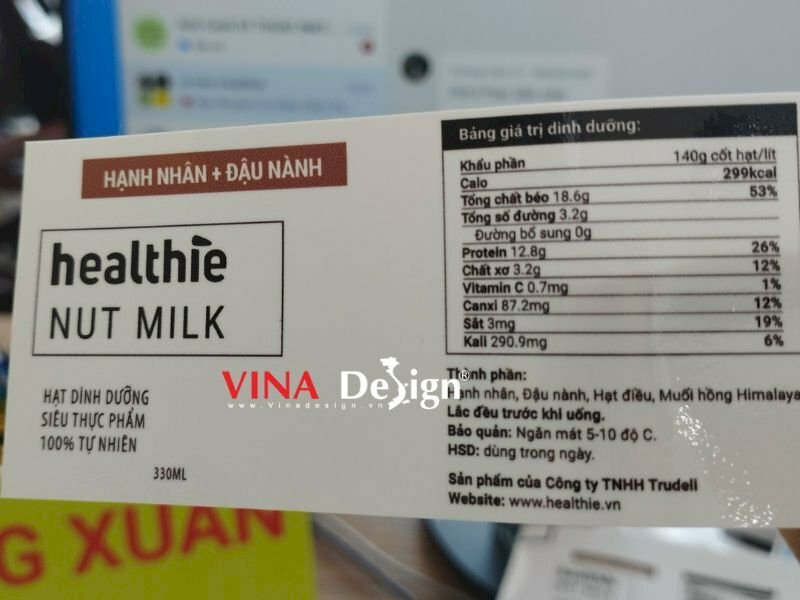 HẠNH NHÂN + ĐẬU NÀNH
healthie
NUT MILK
HẠT DINH DƯỠNG
SIÊU THỰC PHẨM
100% TỰ NHIÊN
330ML
Bảng giá trị dinh dưỡng:
Khẩu phần 140g cốt hạt/lít
Calo 299kcal
Tổng chất béo 18.6g 53%
Tổng số đường 3.2g
Đường bổ sung 0g
Protein 12.8g 26%
Chất xơ 3.2g 12%
Vitamin C 0.7mg 1%
Canxi 87.2mg 12%
Sắt 3mg 19%
Kali 290.9mg 6%
Thành phần:
Hạnh nhân, Đậu nành, Hạt điều, Muối hồng Himalaya
Lắc đều trước khi uống.
Bảo quản: Ngăn mát 5-10 độ C.
HSD: dùng trong ngày.
Sản phẩm của Công ty TNHH Trudeli
Website: www.healthie.vn
VINA Design®
www.Vinadesign.vn
G XUÂN